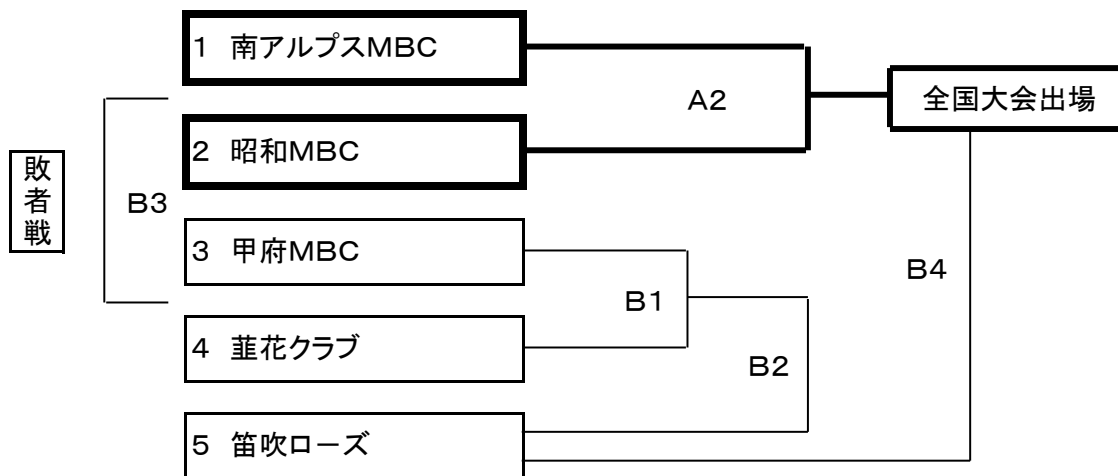 1 南アルプスMBC
A2
全国大会出場
2 昭和MBC
敗者戦
B3
3 甲府MBC
B4
B1
4 韮花クラブ
B2
5 笛吹ローズ